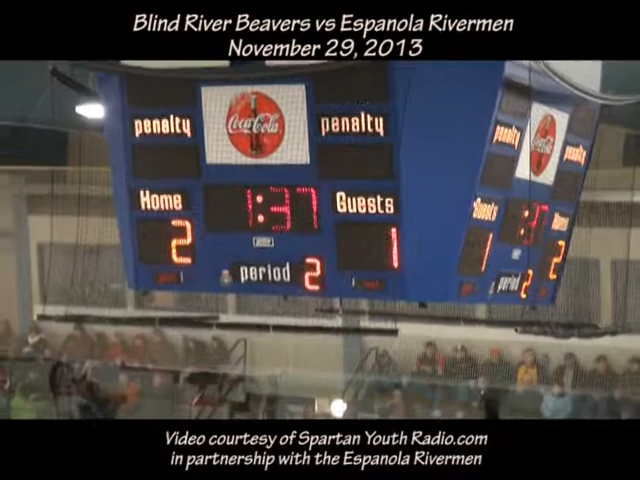 Blind River Beavers vs Espanola Rivermen
November 29, 2013
penalty
Coca-Cola
penalty
Home
1:37
Guests
2
1
period 2
penalty
Coca-Cola
penalty
Guests
Home
1
2
period 2
Video courtesy of Spartan Youth Radio.com
in partnership with the Espanola Rivermen